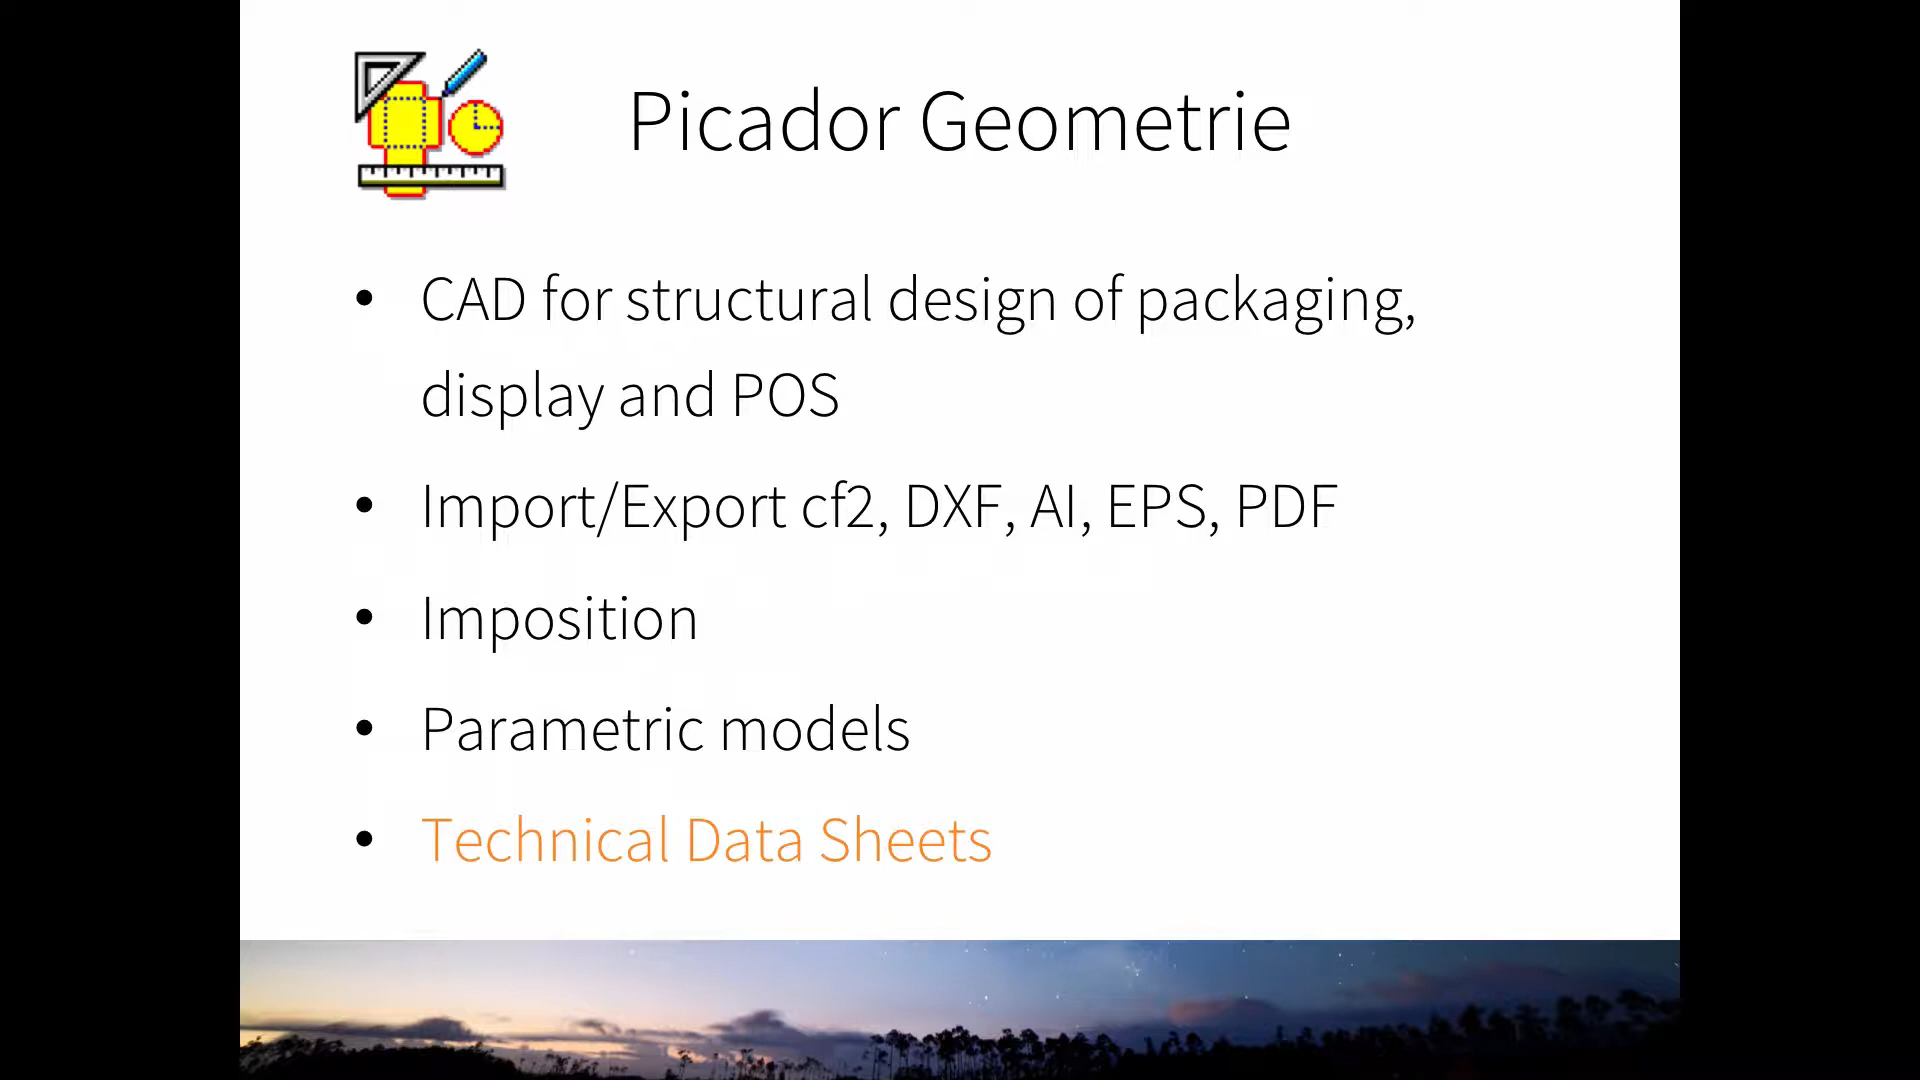 Picador Geometrie
• CAD for structural design of packaging,
display and POS
• Import/Export cf2, DXF, AI, EPS, PDF
• Imposition
• Parametric models
• Technical Data Sheets